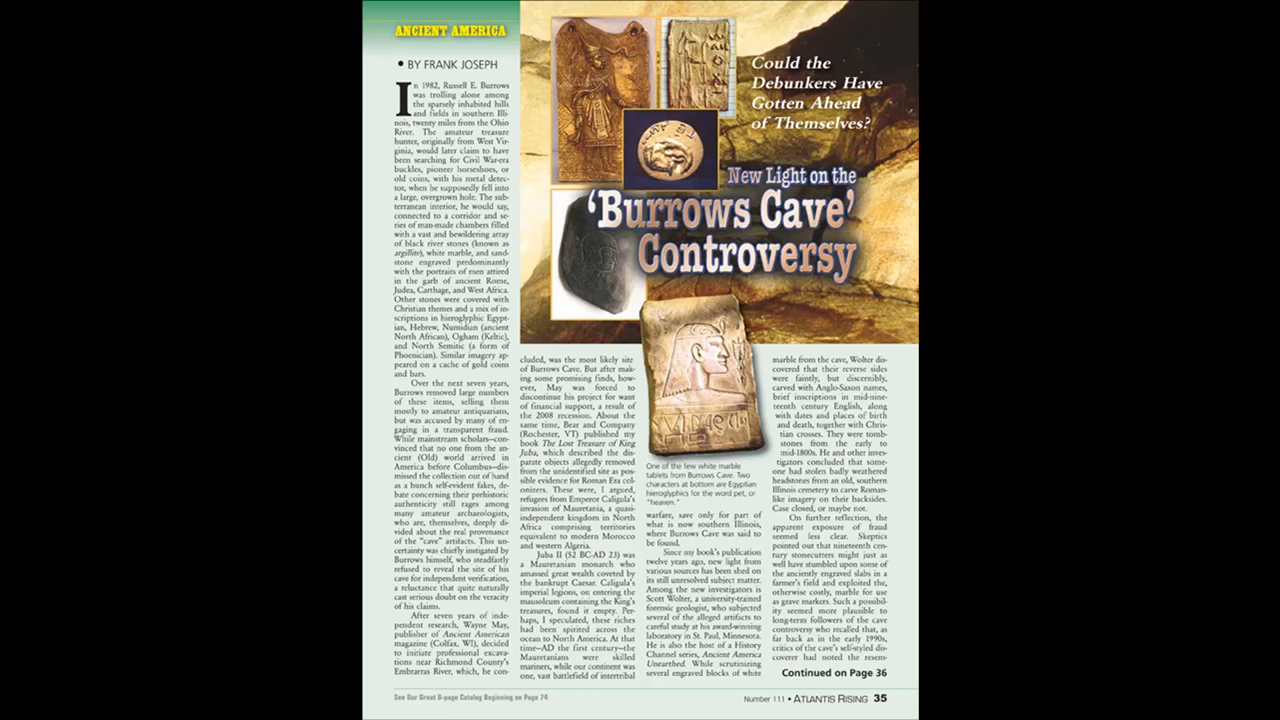 ANCIENT AMERICA
• BY FRANK JOSEPH
In 1982, Russell E. Burrows
was trolling alone among
the sparsely inhabited hills
and fields in southern Illi-
nois, twenty miles from the Ohio
River. The amateur treasure
hunter, originally from West Vir-
ginia, would later claim to have
been searching for Civil War-era
buckles, pioneer horseshoes, or
old coins, with his metal detec-
tor, when he supposedly fell into
a large, overgrown hole. The sub-
terranean interior, he would say,
connected to a corridor and se-
ries of man-made chambers filled
with a vast and bewildering array
of black river stones (known as
argillite), white marble, and sand-
stone engraved predominantly
with the portraits of men attired
in the garb of ancient Rome,
Judea, Carthage, and West Africa.
Other stones were covered with
Christian themes and a mix of in-
scriptions in hieroglyphic Egypt-
ian, Hebrew, Numidian (ancient
North African), Ogham (Keltic),
and North Semitic (a form of
Phoenician). Similar imagery ap-
peared on a cache of gold coins
and bars.
Over the next seven years,
Burrows removed large numbers
of these items, selling them
mostly to amateur antiquarians,
but was accused by many of en-
gaging in a transparent fraud.
While mainstream scholars—con-
vinced that no one from the an-
cient (Old) world arrived in
America before Columbus—dis-
missed the collection out of hand
as a bunch self-evident fakes, de-
bate concerning their prehistoric
authenticity still rages among
many amateur archaeologists,
who are, themselves, deeply di-
vided about the real provenance
of the "cave" artifacts. This un-
certainty was chiefly instigated by
Burrows himself, who steadfastly
refused to reveal the site of his
cave for independent verification,
a reluctance that quite naturally
cast serious doubt on the veracity
of his claims.
After seven years of inde-
pendent research, Wayne May,
publisher of Ancient American
magazine (Colfax, WI), decided
to initiate professional excava-
tions near Richmond County's
Embrarras River, which, he con-
Could the
Debunkers Have
Gotten Ahead
of Themselves?
New Light on the
'Burrows Cave'
Controversy
cluded, was the most likely site
of Burrows Cave. But after mak-
ing some promising finds, how-
ever, May was forced to
discontinue his project for want
of financial support, a result of
the 2008 recession. About the
same time, Bear and Company
(Rochester, VT) published my
book The Lost Treasure of King
Juba, which described the dis-
parate objects allegedly removed
from the unidentified site as pos-
sible evidence for Roman Era col-
onizers. These were, I argued,
refugees from Emperor Caligula's
invasion of Mauretania, a quasi-
independent kingdom in North
Africa comprising territories
equivalent to modern Morocco
and western Algeria.
Juba II (52 BC-AD 23) was
a Mauretanian monarch who
amassed great wealth coveted by
the bankrupt Caesar. Caligula's
imperial legions, on entering the
mausoleum containing the King's
treasures, found it empty. Per-
haps, I speculated, these riches
had been spirited across the
ocean to North America. At that
time—AD the first century—the
Mauretanians were skilled
mariners, while our continent was
one, vast battlefield of intertribal
One of the few white marble
tablets from Burrows Cave. Two
characters at bottom are Egyptian
hieroglyphics for the word pet, or
"heaven."
warfare, save only for part of
what is now southern Illinois,
where Burrows Cave was said to
be found.
Since my book's publication
twelve years ago, new light from
various sources has been shed on
its still unresolved subject matter.
Among the new investigators is
Scott Wolter, a university-trained
forensic geologist, who subjected
several of the alleged artifacts to
careful study at his award-winning
laboratory in St. Paul, Minnesota.
He is also the host of a History
Channel series, Ancient America
Unearthed. While scrutinizing
several engraved blocks of white
marble from the cave, Wolter dis-
covered that their reverse sides
were faintly, but discernibly,
carved with Anglo-Saxon names,
brief inscriptions in mid-nine-
teenth century English, along
with dates and places of birth
and death, together with Chris-
tian crosses. They were tomb-
stones from the early to
mid-1800s. He and other inves-
tigators concluded that some-
one had stolen badly weathered
headstones from an old, southern
Illinois cemetery to carve Roman-
like imagery on their backsides.
Case closed, or maybe not.
On further reflection, the
apparent exposure of fraud
seemed less clear. Skeptics
pointed out that nineteenth cen-
tury stonecutters might just as
well have stumbled upon some of
the anciently engraved slabs in a
farmer's field and exploited the,
otherwise costly, marble for use
as grave markers. Such a possibil-
ity seemed more plausible to
long-term followers of the cave
controversy who recalled that, as
far back as in the early 1990s,
critics of the cave's self-styled dis-
coverer had noted the resem-
Continued on Page 36
See Our Great 8-page Catalog Beginning on Page 74
Number 111 • ATLANTIS RISING 35